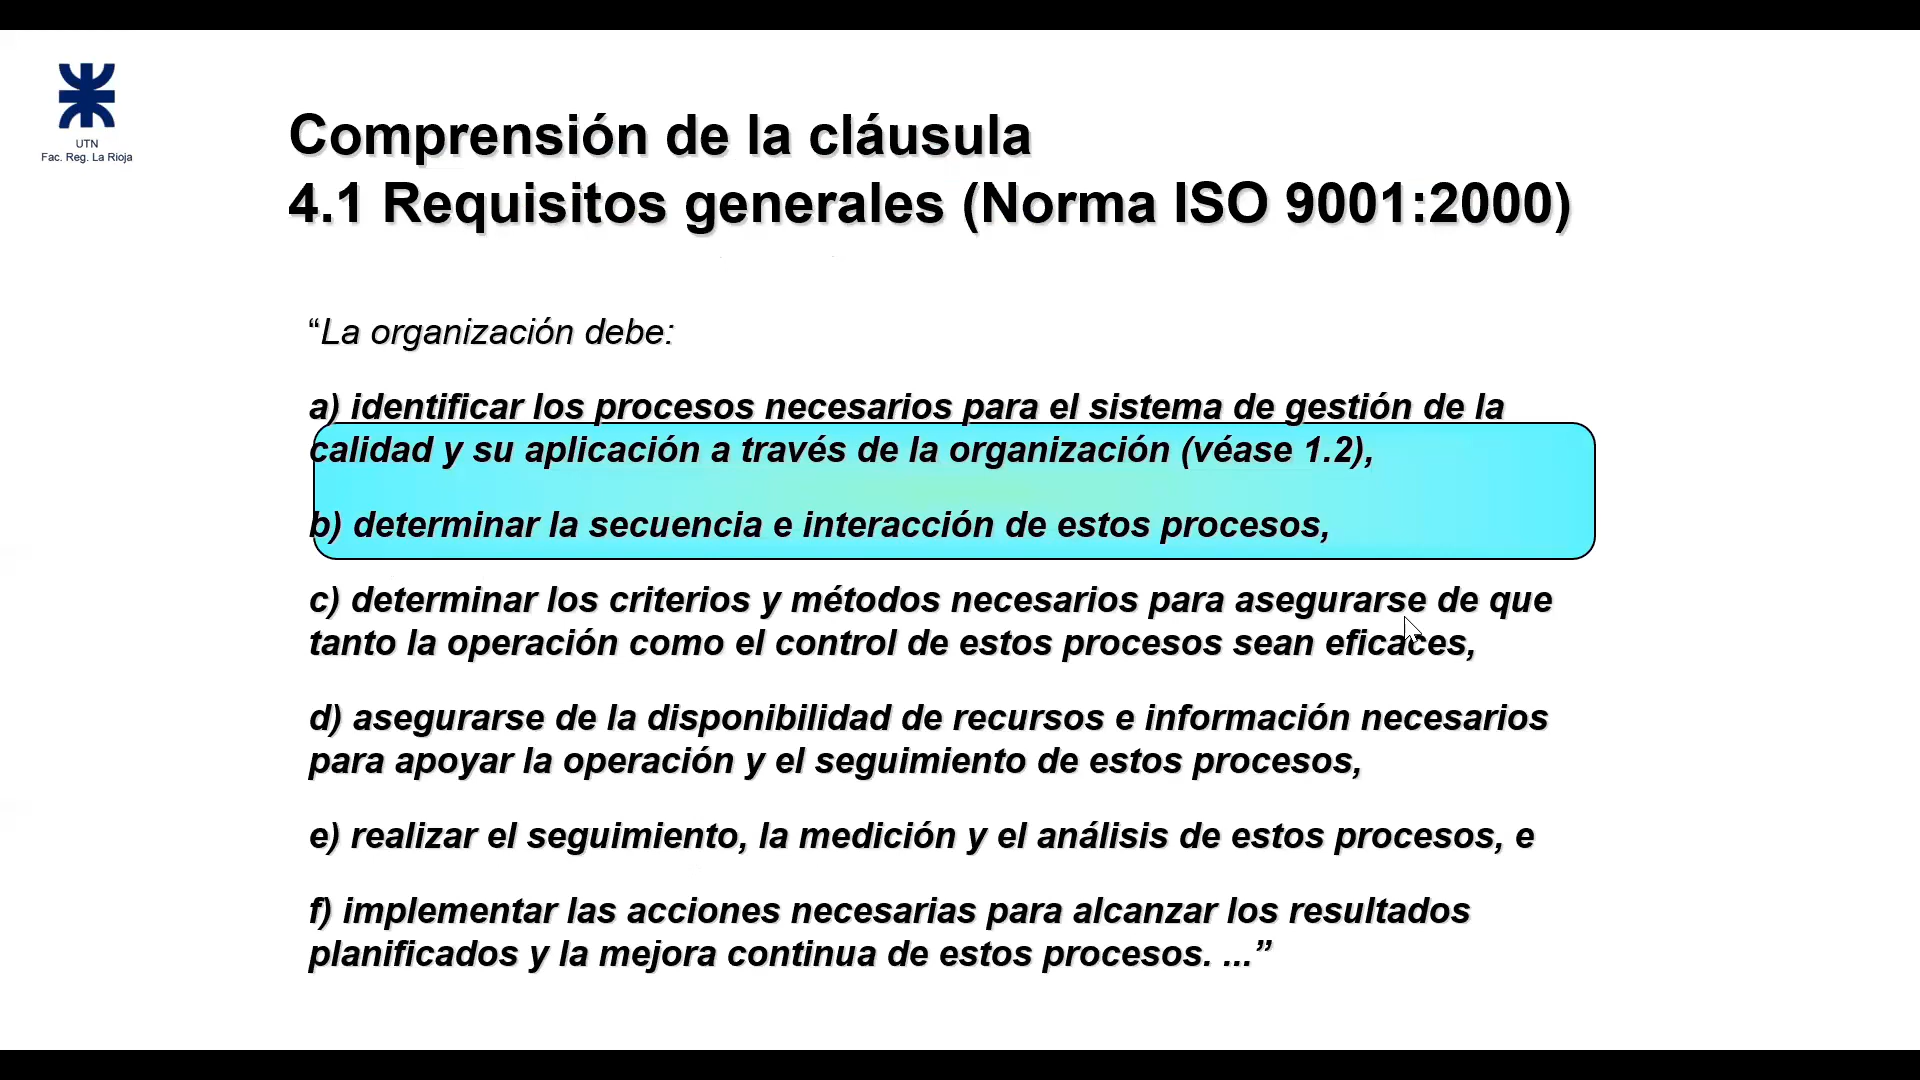 UTN
Fac. Reg. La Rioja
Comprensión de la cláusula
4.1 Requisitos generales (Norma ISO 9001:2000)
“La organización debe:
a) identificar los procesos necesarios para el sistema de gestión de la
calidad y su aplicación a través de la organización (véase 1.2),
b) determinar la secuencia e interacción de estos procesos,
c) determinar los criterios y métodos necesarios para asegurarse de que
tanto la operación como el control de estos procesos sean eficaces,
d) asegurarse de la disponibilidad de recursos e información necesarios
para apoyar la operación y el seguimiento de estos procesos,
e) realizar el seguimiento, la medición y el análisis de estos procesos, e
f) implementar las acciones necesarias para alcanzar los resultados
planificados y la mejora continua de estos procesos. ...”